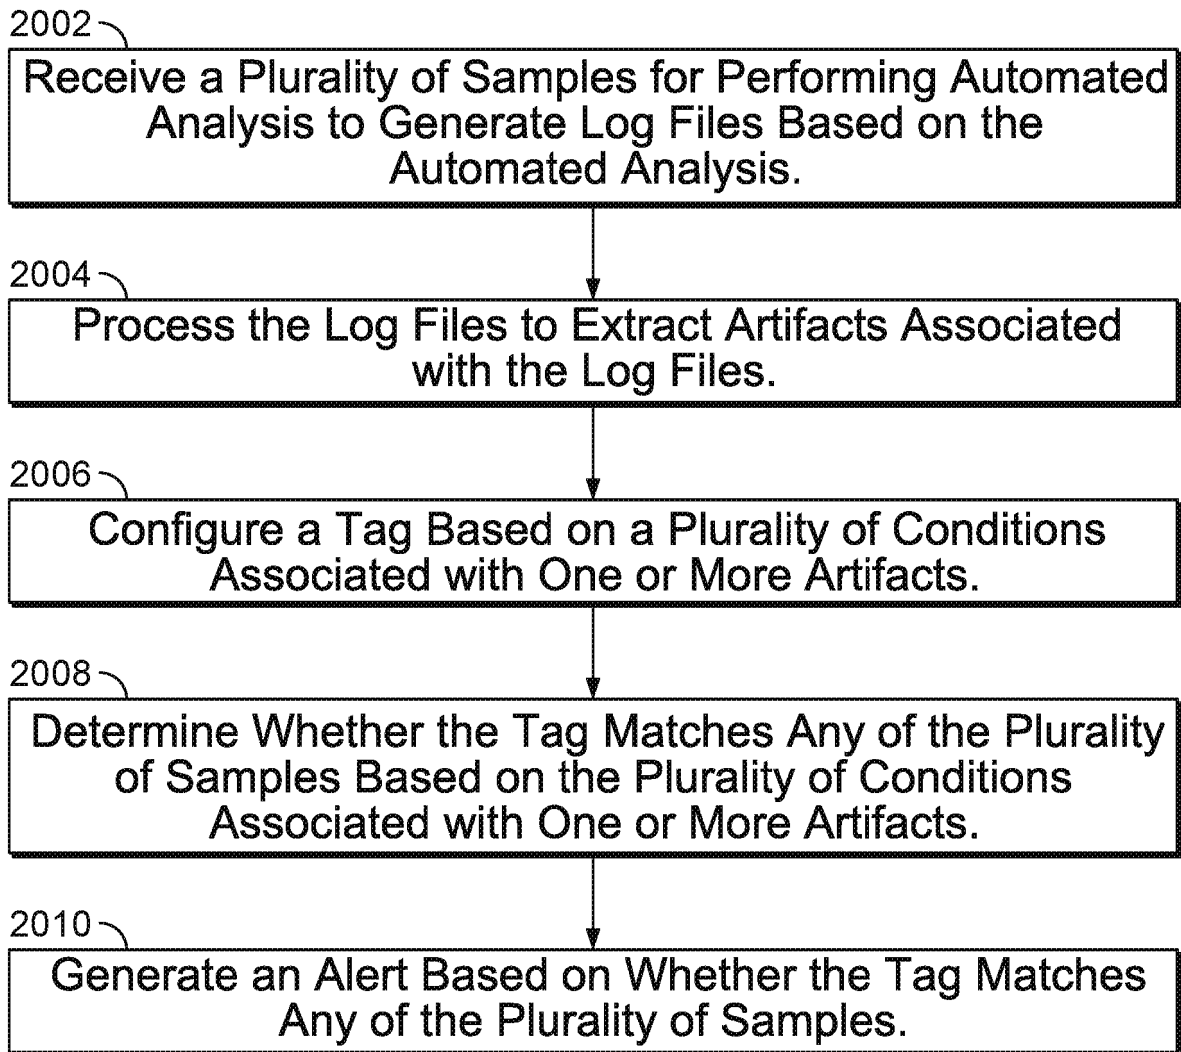 2002
Receive a Plurality of Samples for Performing Automated
Analysis to Generate Log Files Based on the
Automated Analysis.
2004
Process the Log Files to Extract Artifacts Associated
with the Log Files.
2006
Configure a Tag Based on a Plurality of Conditions
Associated with One or More Artifacts.
2008
Determine Whether the Tag Matches Any of the Plurality
of Samples Based on the Plurality of Conditions
Associated with One or More Artifacts.
2010
Generate an Alert Based on Whether the Tag Matches
Any of the Plurality of Samples.